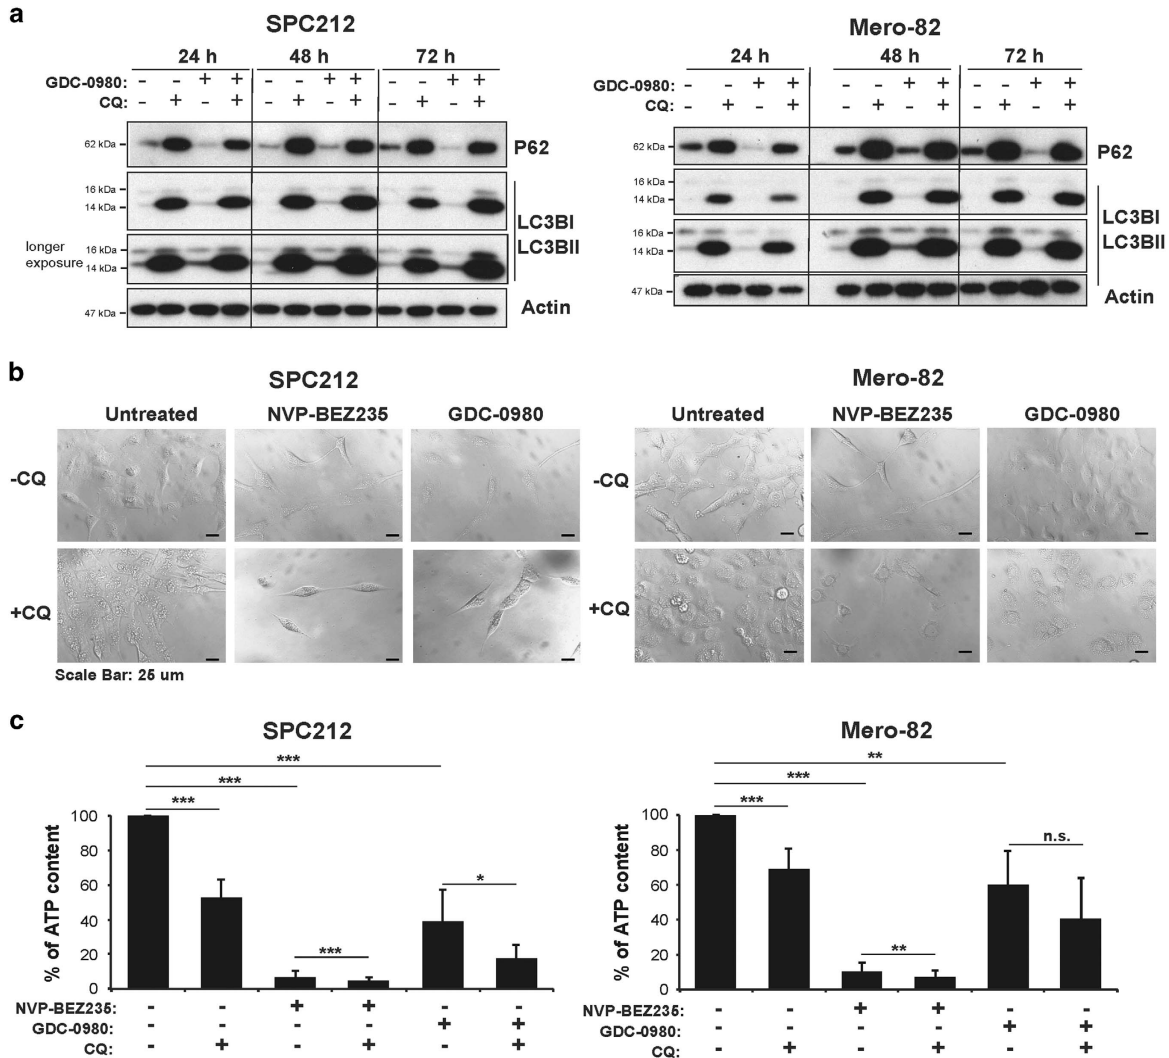 a
SPC212
24 h 48 h 72 h
GDC-0980: - - + + - - + + - - + +
CQ: - + - + - + - + - + - +
62 kDa P62
16 kDa
14 kDa LC3BI
longer exposure 16 kDa LC3BII
14 kDa
47 kDa Actin
Mero-82
24 h 48 h 72 h
GDC-0980: - - + + - - + + - - + +
CQ: - + - + - + - + - + - +
62 kDa P62
16 kDa
14 kDa LC3BI
16 kDa LC3BII
14 kDa
47 kDa Actin
b
SPC212
Untreated NVP-BEZ235 GDC-0980
-CQ
+CQ
Scale Bar: 25 um
Mero-82
Untreated NVP-BEZ235 GDC-0980
-CQ
+CQ
c
SPC212
***
***
***
*
***
% of ATP content
100
80
60
40
20
0
NVP-BEZ235: - - + + - -
GDC-0980: - - - - + +
CQ: - + - + - +
Mero-82
**
***
***
n.s.
**
% of ATP content
100
80
60
40
20
0
NVP-BEZ235: - - + + - -
GDC-0980: - - - - + +
CQ: - + - + - +